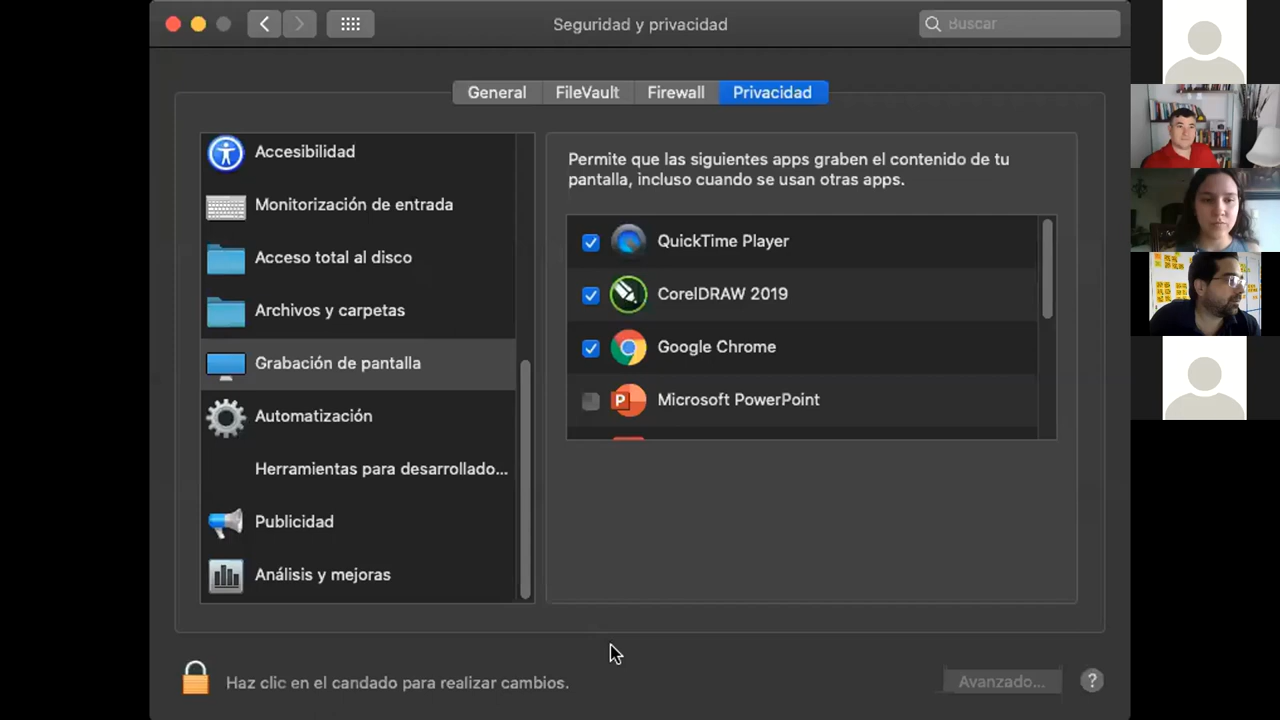 Seguridad y privacidad
Buscar
General
FileVault
Firewall
Privacidad
Accesibilidad
Monitorización de entrada
Acceso total al disco
Archivos y carpetas
Grabación de pantalla
Automatización
Herramientas para desarrollado...
Publicidad
Análisis y mejoras
Permite que las siguientes apps graben el contenido de tu
pantalla, incluso cuando se usan otras apps.
QuickTime Player
CorelDRAW 2019
Google Chrome
Microsoft PowerPoint
Haz clic en el candado para realizar cambios.
Avanzado...
?